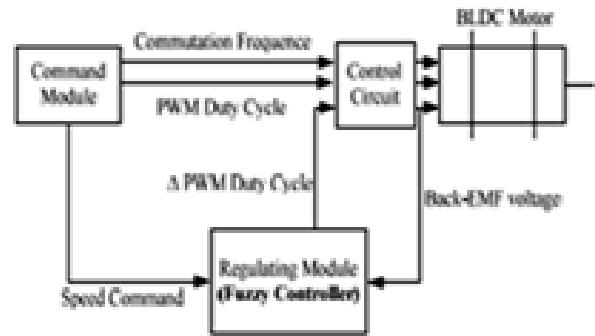 BLDC Motor
Commutation Frequence
Command
Module
Control
Circuit
PWM Duty Cycle
Δ PWM Duty Cycle
Back-EMF voltage
Regulating Module
(Fuzzy Controller)
Speed Command